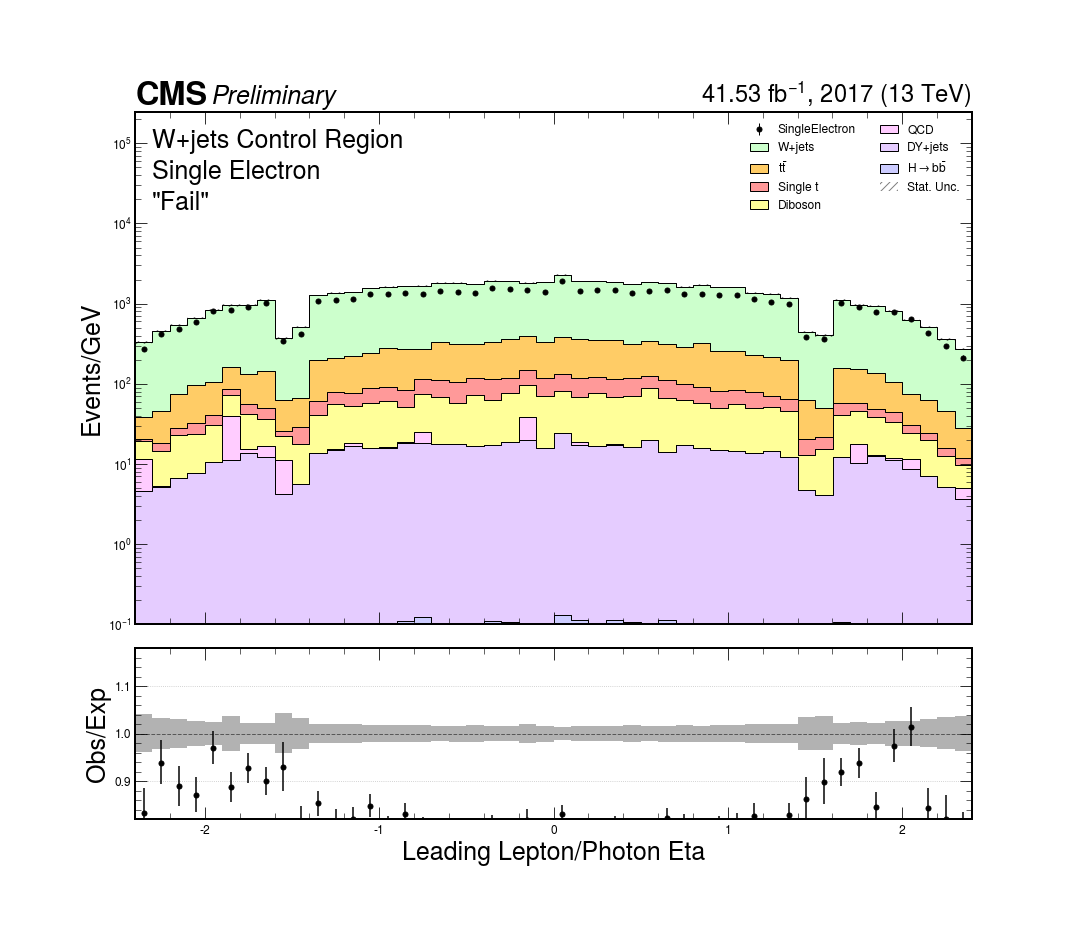 CMS Preliminary
41.53 fb⁻¹, 2017 (13 TeV)
W+jets Control Region
Single Electron
"Fail"
SingleElectron
W+jets
tt̄
Single t
Diboson
QCD
DY+jets
H→bb̄
Stat. Unc.
Events/GeV
10⁵
10⁴
10³
10²
10¹
10⁰
10⁻¹
Obs/Exp
1.1
1.0
0.9
-2 -1 0 1 2
Leading Lepton/Photon Eta